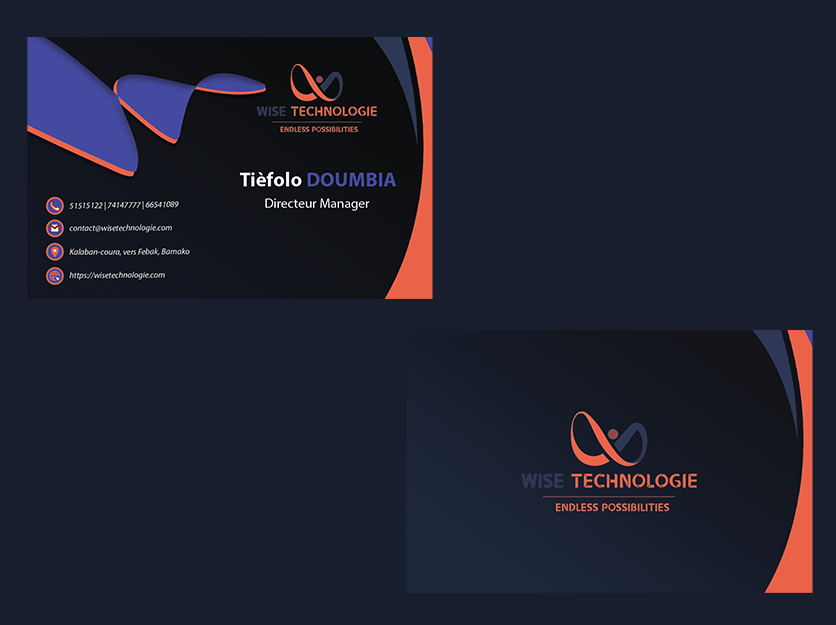 WISE TECHNOLOGIE
ENDLESS POSSIBILITIES
Tièfolo DOUMBIA
Directeur Manager
51515122 | 74147777 | 66541089
contact@wisetechnologie.com
Kalaban-coura, vers Febak, Bamako
https://wisetechnologie.com
WISE TECHNOLOGIE
ENDLESS POSSIBILITIES